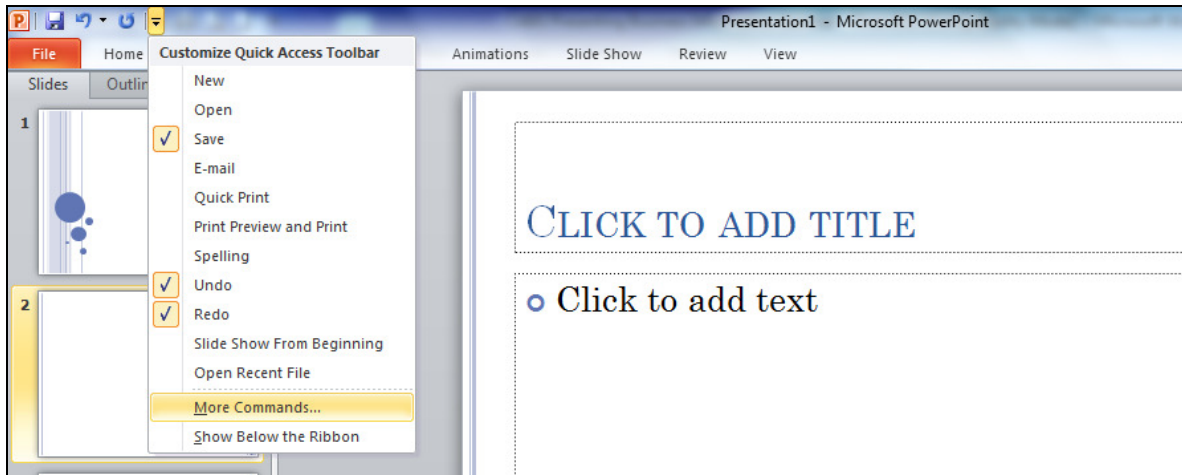 Presentation1 - Microsoft PowerPoint
File Home Animations Slide Show Review View
Customize Quick Access Toolbar
Slides
New
Open
1
Save
E-mail
Quick Print
Print Preview and Print
Spelling
Undo
2
Redo
Slide Show From Beginning
Open Recent File
More Commands...
Show Below the Ribbon
CLICK TO ADD TITLE
Click to add text